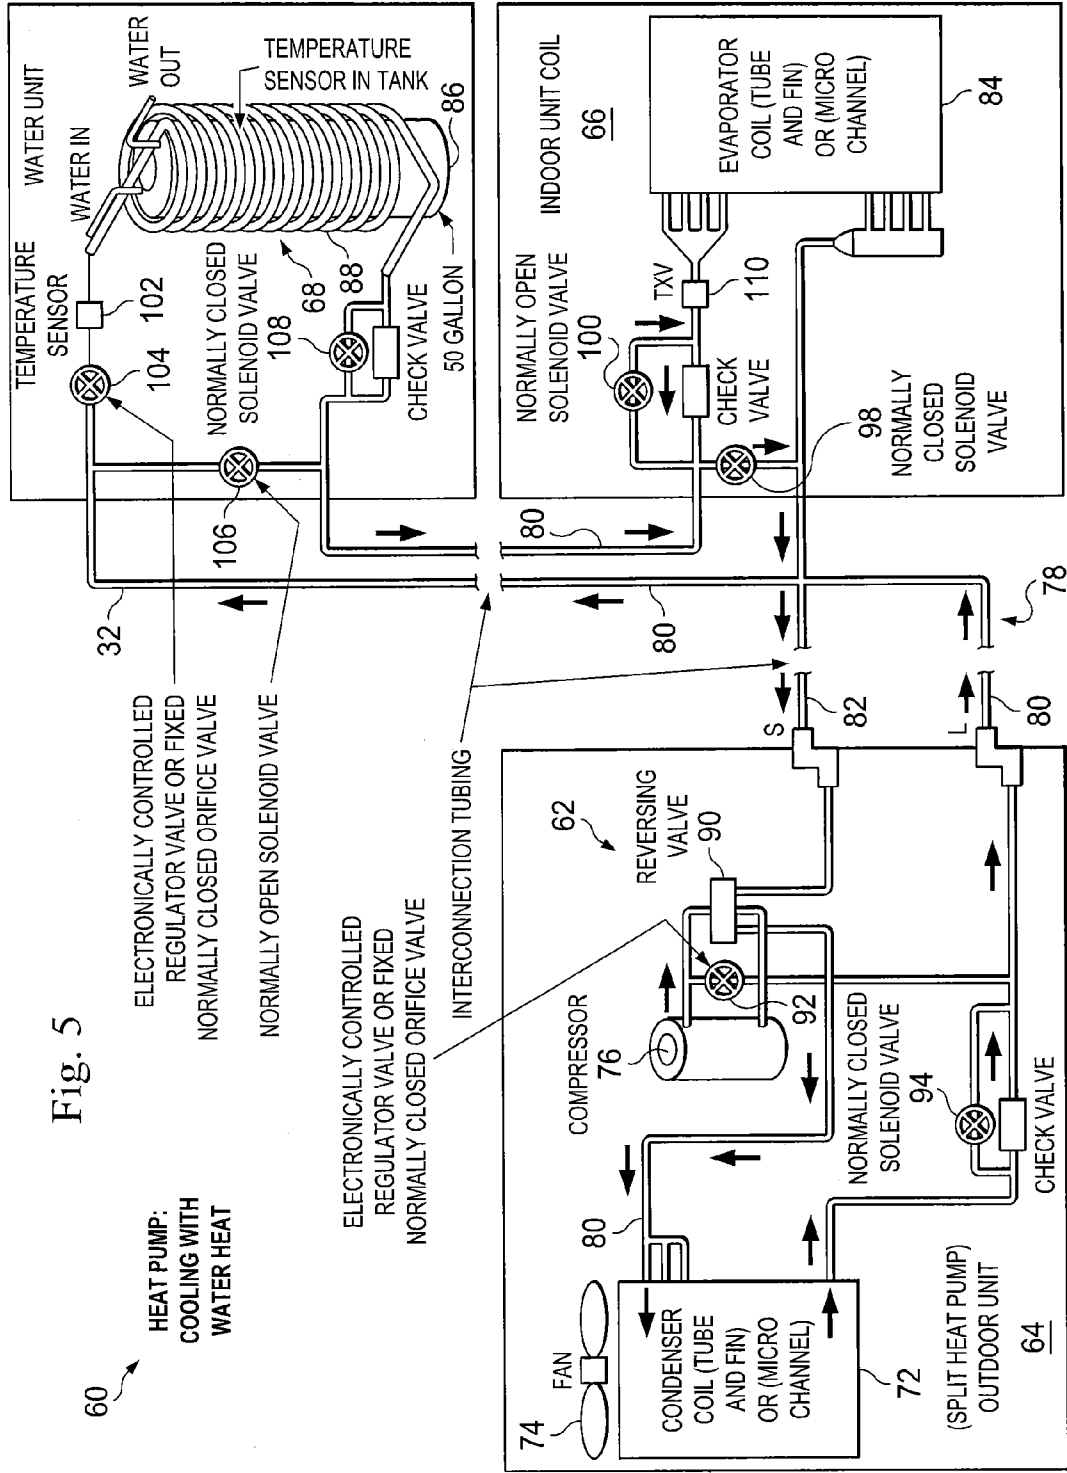 Fig. 5
60
HEAT PUMP:
COOLING WITH
WATER HEAT
WATER UNIT
TEMPERATURE
SENSOR
WATER IN
WATER
OUT
TEMPERATURE
SENSOR IN TANK
102
104
106
NORMALLY CLOSED
SOLENOID VALVE
108
68
88
86
CHECK VALVE
50 GALLON
32
ELECTRONICALLY CONTROLLED
REGULATOR VALVE OR FIXED
NORMALLY CLOSED ORIFICE VALVE
NORMALLY OPEN SOLENOID VALVE
INTERCONNECTION TUBING
80
80
INDOOR UNIT COIL
66
NORMALLY OPEN
SOLENOID VALVE
100
TXV
110
CHECK
VALVE
EVAPORATOR
COIL (TUBE
AND FIN)
OR (MICRO
CHANNEL)
84
98
NORMALLY
CLOSED
SOLENOID
VALVE
78
S
82
L
80
ELECTRONICALLY CONTROLLED
REGULATOR VALVE OR FIXED
NORMALLY CLOSED ORIFICE VALVE
62
REVERSING
VALVE
90
92
COMPRESSOR
76
NORMALLY CLOSED
SOLENOID VALVE
94
CHECK VALVE
80
74
FAN
CONDENSER
COIL (TUBE
AND FIN)
OR (MICRO
CHANNEL)
72
(SPLIT HEAT PUMP)
OUTDOOR UNIT
64